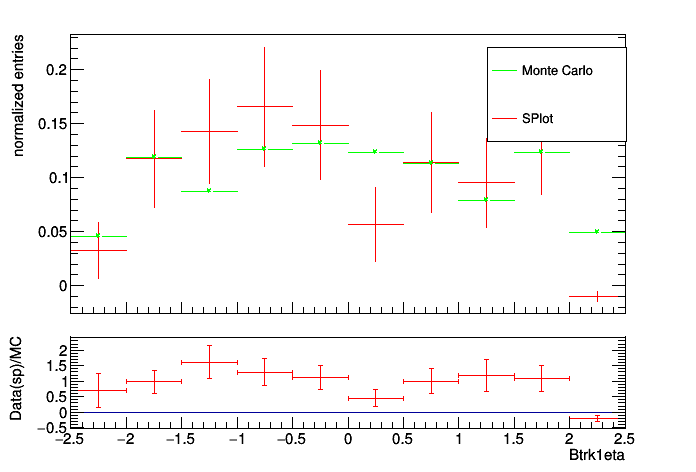 normalized entries
0.2
0.15
0.1
0.05
0
Monte Carlo
SPlot
Data(sp)/MC
2
1.5
1
0.5
0
−0.5
−2.5 −2 −1.5 −1 −0.5 0 0.5 1 1.5 2 2.5
Btrk1eta